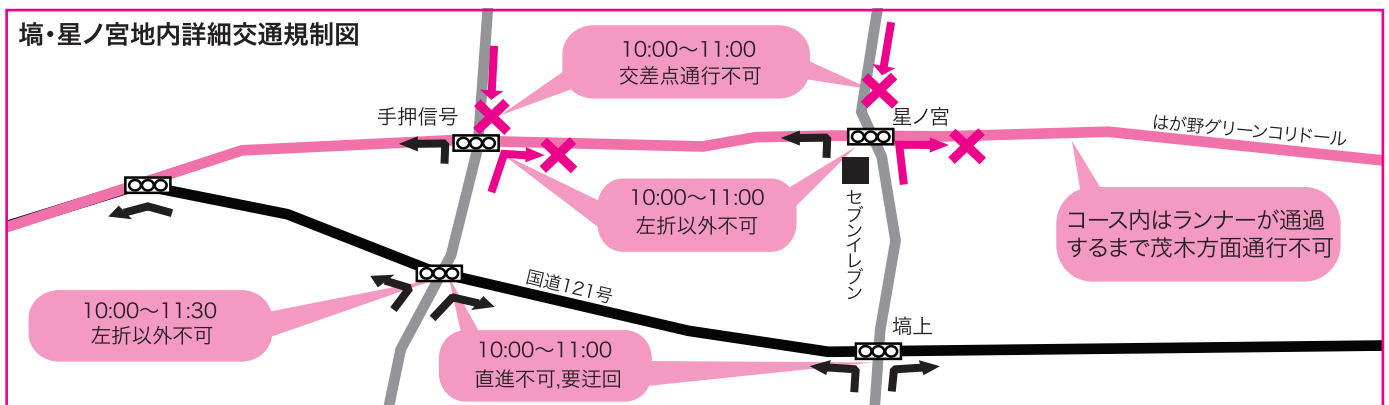 塙・星ノ宮地内詳細交通規制図
10:00〜11:00
交差点通行不可
手押信号
星ノ宮
はが野グリーンコリドール
10:00〜11:00
左折以外不可
セブンイレブン
コース内はランナーが通過
するまで茂木方面通行不可
国道121号
10:00〜11:30
左折以外不可
塙上
10:00〜11:00
直進不可,要迂回